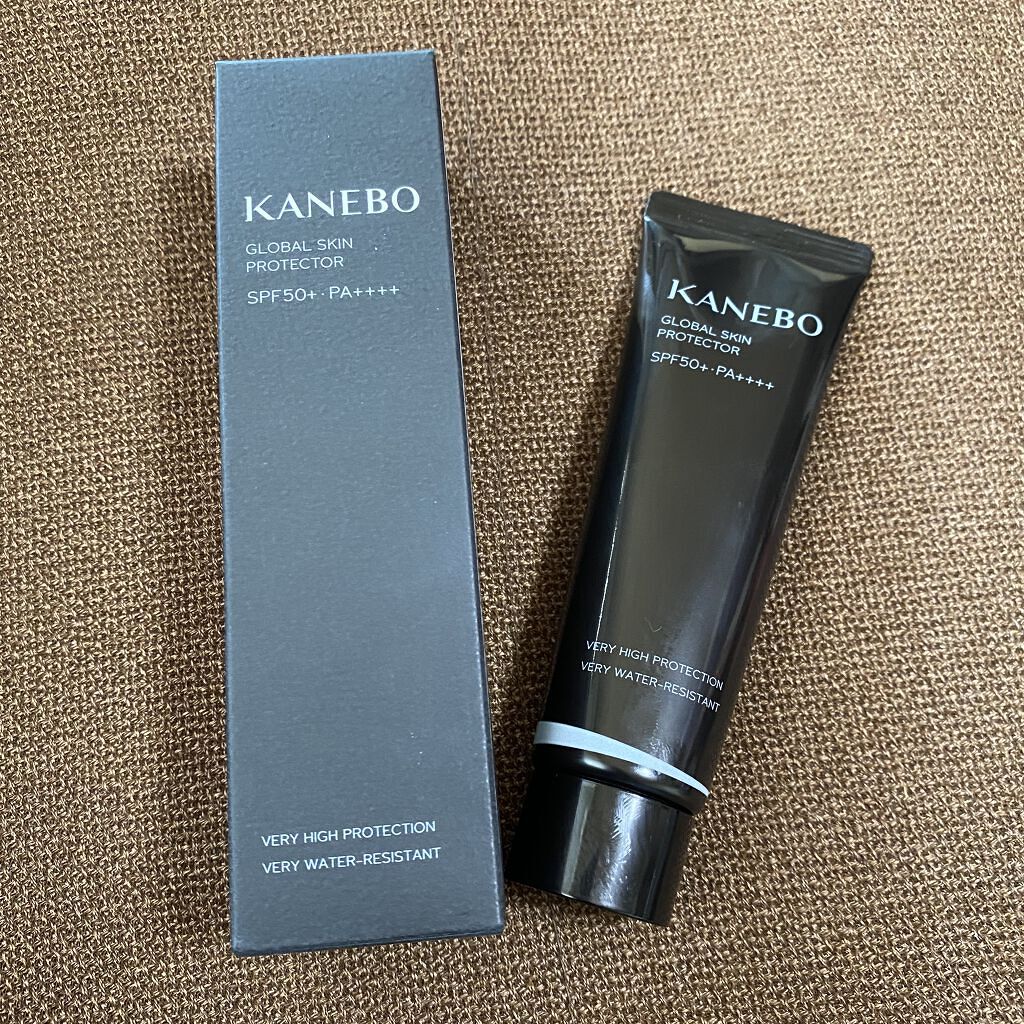 KANEBO
GLOBAL SKIN
PROTECTOR
SPF50+·PA++++
VERY HIGH PROTECTION
VERY WATER-RESISTANT
KANEBO
GLOBAL SKIN
PROTECTOR
SPF50+·PA++++
VERY HIGH PROTECTION
VERY WATER-RESISTANT